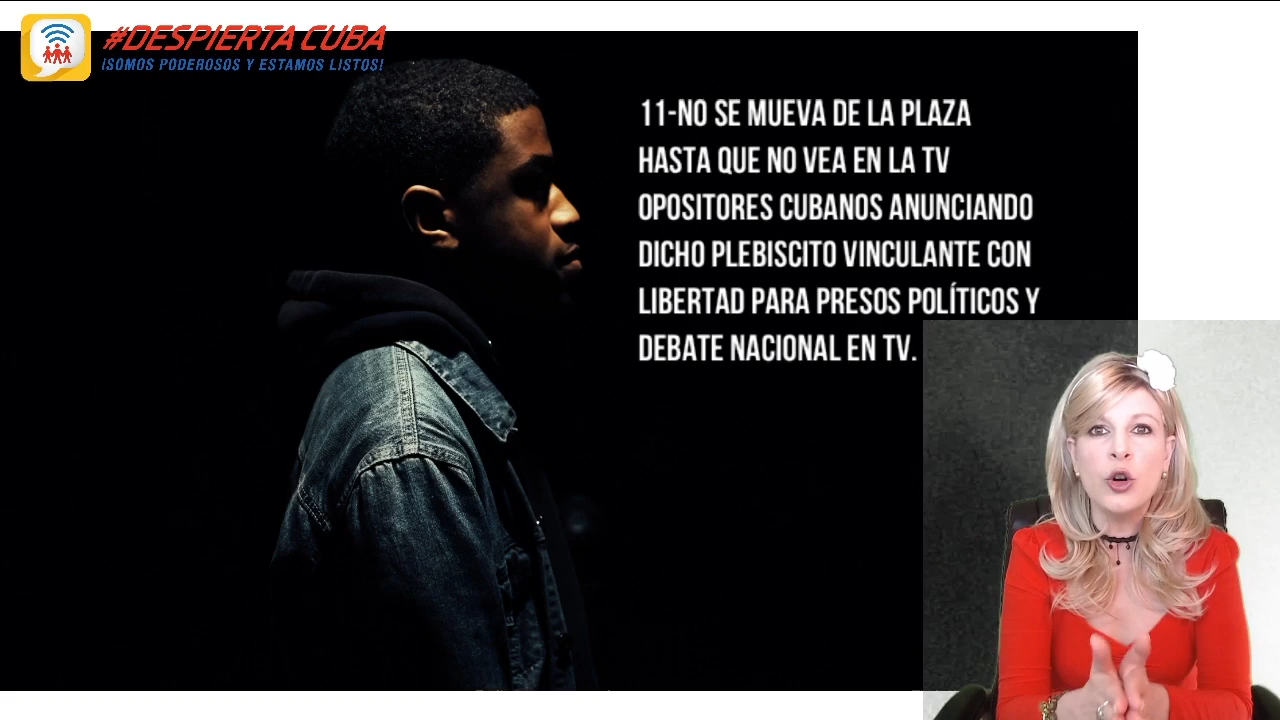 #DESPIERTA CUBA
¡SOMOS PODEROSOS Y ESTAMOS LISTOS!
11-NO SE MUEVA DE LA PLAZA
HASTA QUE NO VEA EN LA TV
OPOSITORES CUBANOS ANUNCIANDO
DICHO PLEBISCITO VINCULANTE CON
LIBERTAD PARA PRESOS POLÍTICOS Y
DEBATE NACIONAL EN TV.